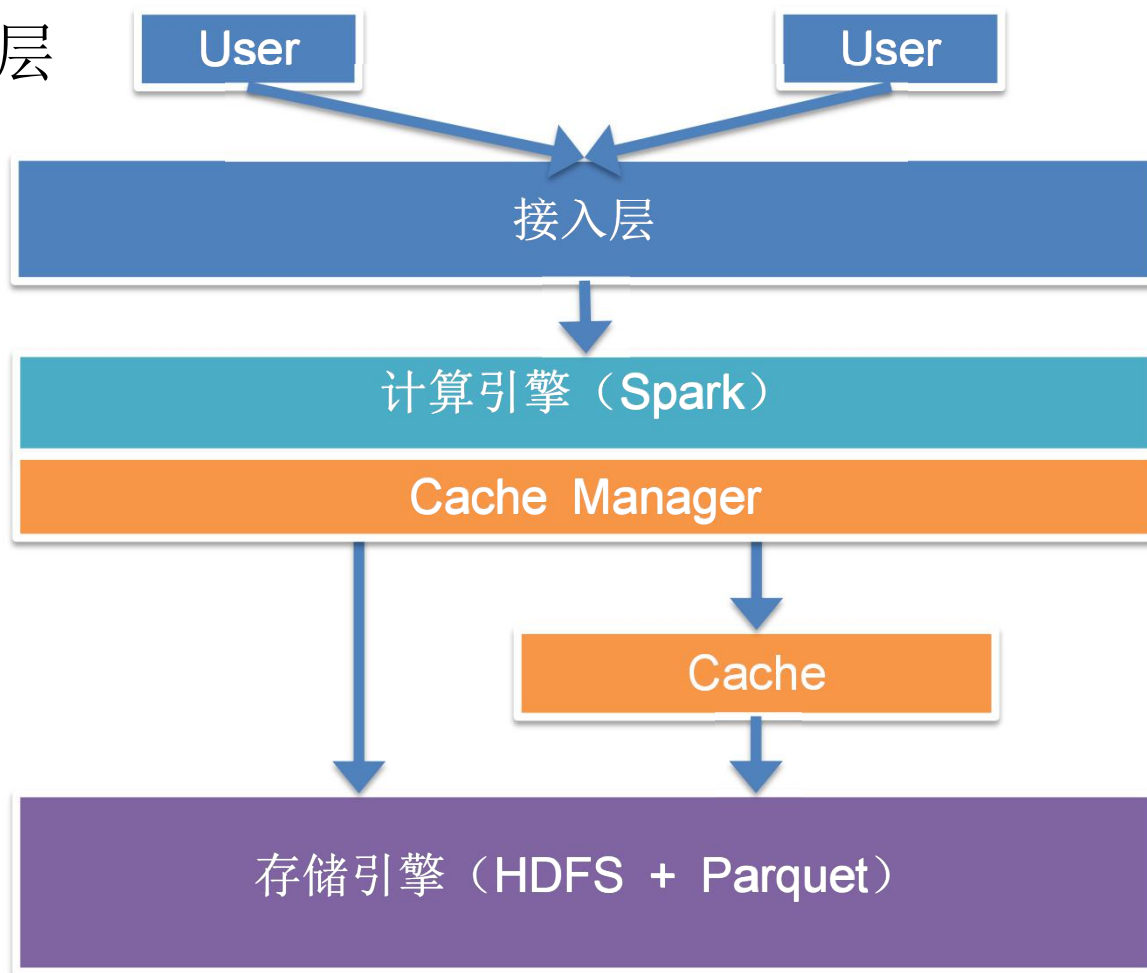 层
User
User
接入层
计算引擎（Spark）
Cache Manager
Cache
存储引擎（HDFS + Parquet）